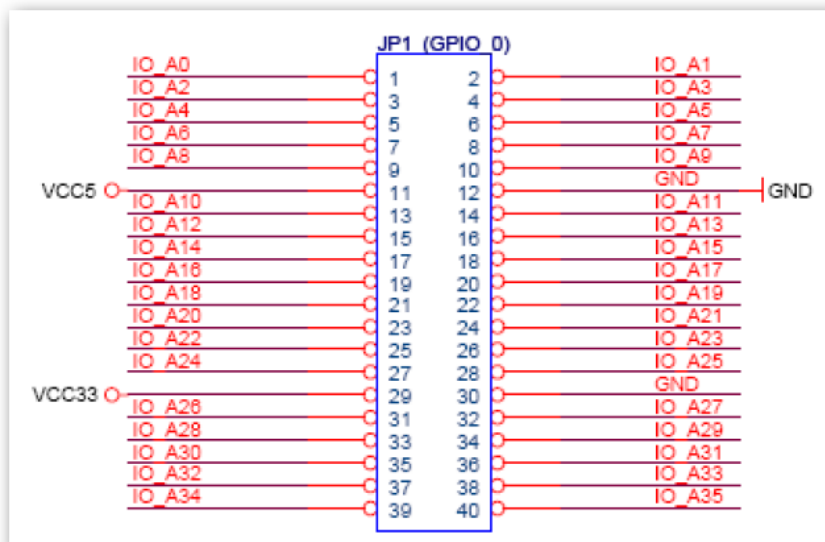 JP1 (GPIO_0)
IO_A0 1 2 IO_A1
IO_A2 3 4 IO_A3
IO_A4 5 6 IO_A5
IO_A6 7 8 IO_A7
IO_A8 9 10 IO_A9
VCC5 11 12 GND GND
IO_A10 13 14 IO_A11
IO_A12 15 16 IO_A13
IO_A14 17 18 IO_A15
IO_A16 19 20 IO_A17
IO_A18 21 22 IO_A19
IO_A20 23 24 IO_A21
IO_A22 25 26 IO_A23
IO_A24 27 28 IO_A25
VCC33 29 30 GND
IO_A26 31 32 IO_A27
IO_A28 33 34 IO_A29
IO_A30 35 36 IO_A31
IO_A32 37 38 IO_A33
IO_A34 39 40 IO_A35